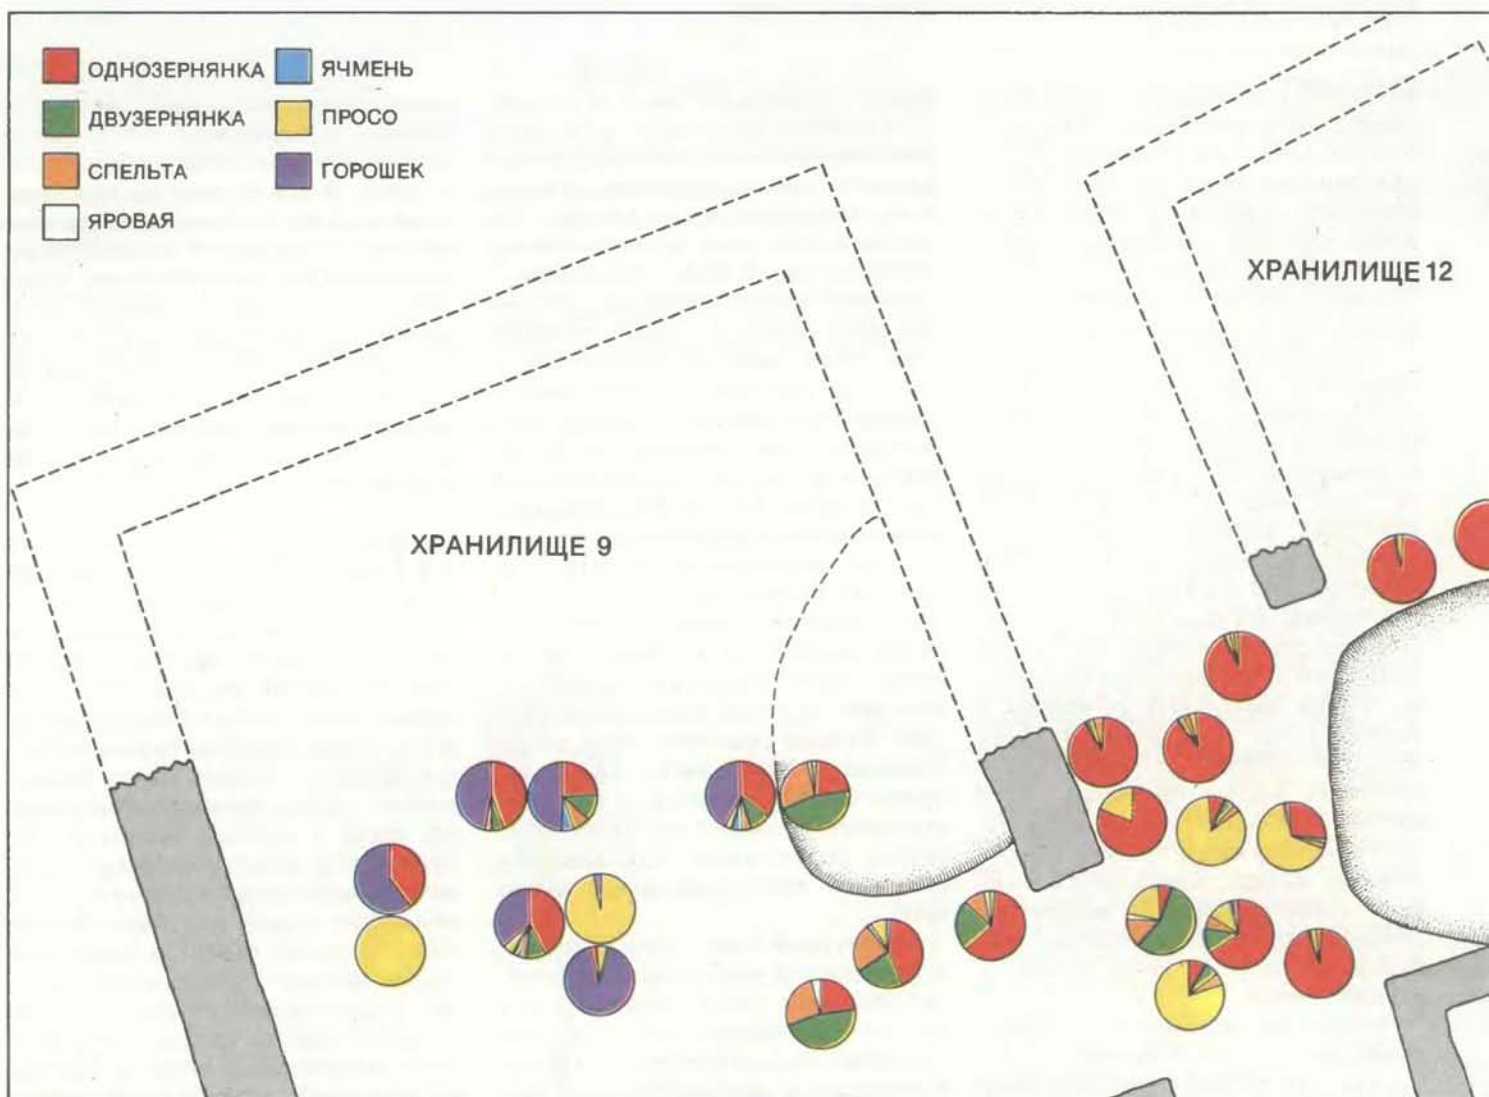 ОДНОЗЕРНЯНКА
ДВУЗЕРНЯНКА
СПЕЛЬТА
ЯРОВАЯ
ЯЧМЕНЬ
ПРОСО
ГОРОШЕК
ХРАНИЛИЩЕ 12
ХРАНИЛИЩЕ 9